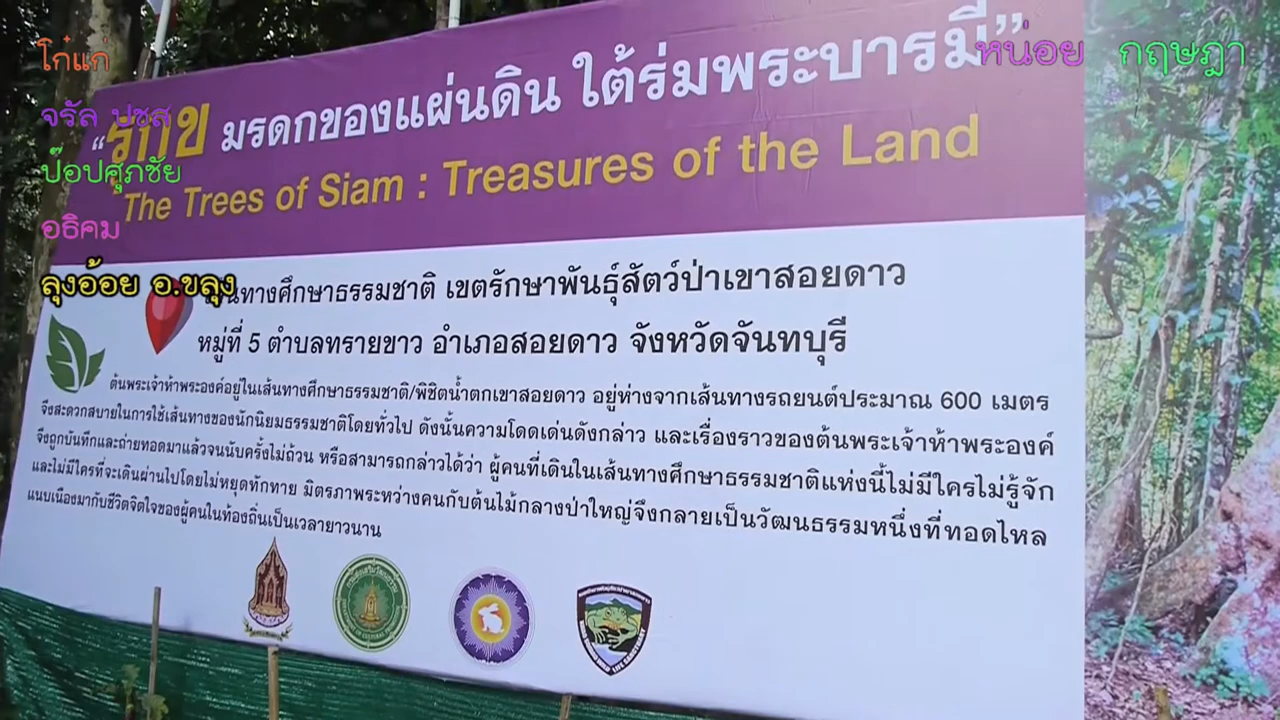 โก๋แก่
หน่อย กฤษฎา
จรัล ปชส
ป๊อปศุภชัย
อธิคม
ลุงอ้อย อ.ขลุง
“รุกข มรดกของแผ่นดิน ใต้ร่มพระบารมี”
The Trees of Siam : Treasures of the Land
เส้นทางศึกษาธรรมชาติ เขตรักษาพันธุ์สัตว์ป่าเขาสอยดาว
หมู่ที่ 5 ตำบลทรายขาว อำเภอสอยดาว จังหวัดจันทบุรี
ต้นพระเจ้าห้าพระองค์อยู่ในเส้นทางศึกษาธรรมชาติ/พิชิตน้ำตกเขาสอยดาว อยู่ห่างจากเส้นทางรถยนต์ประมาณ 600 เมตร
จึงสะดวกสบายในการใช้เส้นทางของนักนิยมธรรมชาติโดยทั่วไป ดังนั้นความโดดเด่นดังกล่าว และเรื่องราวของต้นพระเจ้าห้าพระองค์
จึงถูกบันทึกและถ่ายทอดมาแล้วจนนับครั้งไม่ถ้วน หรือสามารถกล่าวได้ว่า ผู้คนที่เดินในเส้นทางศึกษาธรรมชาติแห่งนี้ไม่มีใครไม่รู้จัก
และไม่มีใครที่จะเดินผ่านไปโดยไม่หยุดทักทาย มิตรภาพระหว่างคนกับต้นไม้กลางป่าใหญ่จึงกลายเป็นวัฒนธรรมหนึ่งที่ทอดไหล
แนบเนื่องมากับชีวิตจิตใจของผู้คนในท้องถิ่นเป็นเวลายาวนาน